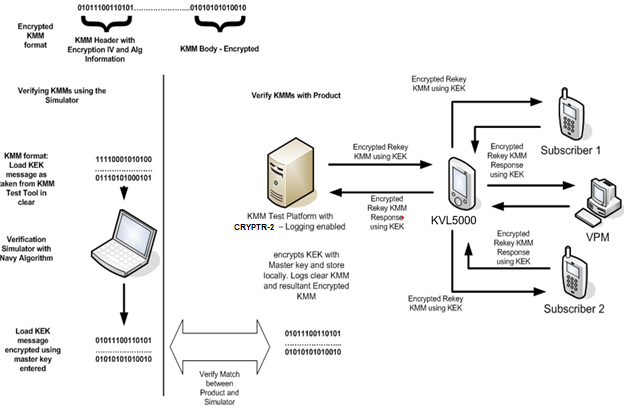 01011100110101 ........................ 01010101010010
Encrypted
KMM
format
KMM Header with
Encryption IV and Alg
Information
KMM Body - Encrypted
Verifying KMMs using the
Simulator
KMM format:
Load KEK
message as
taken from KMM
Test Tool in
clear
11110001010100
........................
01110101000101
Verification
Simulator with
Navy Algorithm
Load KEK
message
encrypted using
master key
entered
01011100110101
........................
01010101010010
Verify KMMs with Product
Encrypted Rekey
KMM using KEK
Encrypted
Rekey KMM
Response
using KEK
KMM Test Platform with
CRYPTR-2 – Logging enabled
encrypts KEK with
Master key and store
locally. Logs clear KMM
and resultant Encrypted
KMM
01011100110101
........................
01010101010010
Verify Match
between
Product and
Simulator
Encrypted Rekey
KMM using KEK
Subscriber 1
Encrypted
Rekey KMM
Response
using KEK
KVL5000
VPM
Encrypted
Rekey KMM
Response
using KEK
Encrypted Rekey
KMM using KEK
Subscriber 2